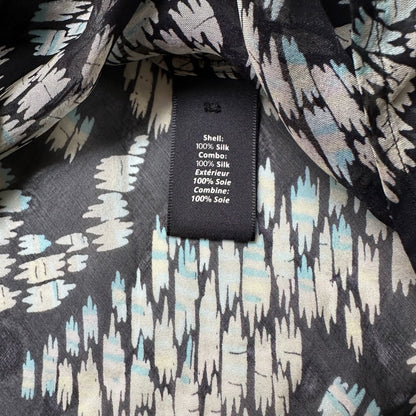 Shell:
100% Silk
Combo:
100% Silk
Extérieur
100% Soie
Combine:
100% Soie